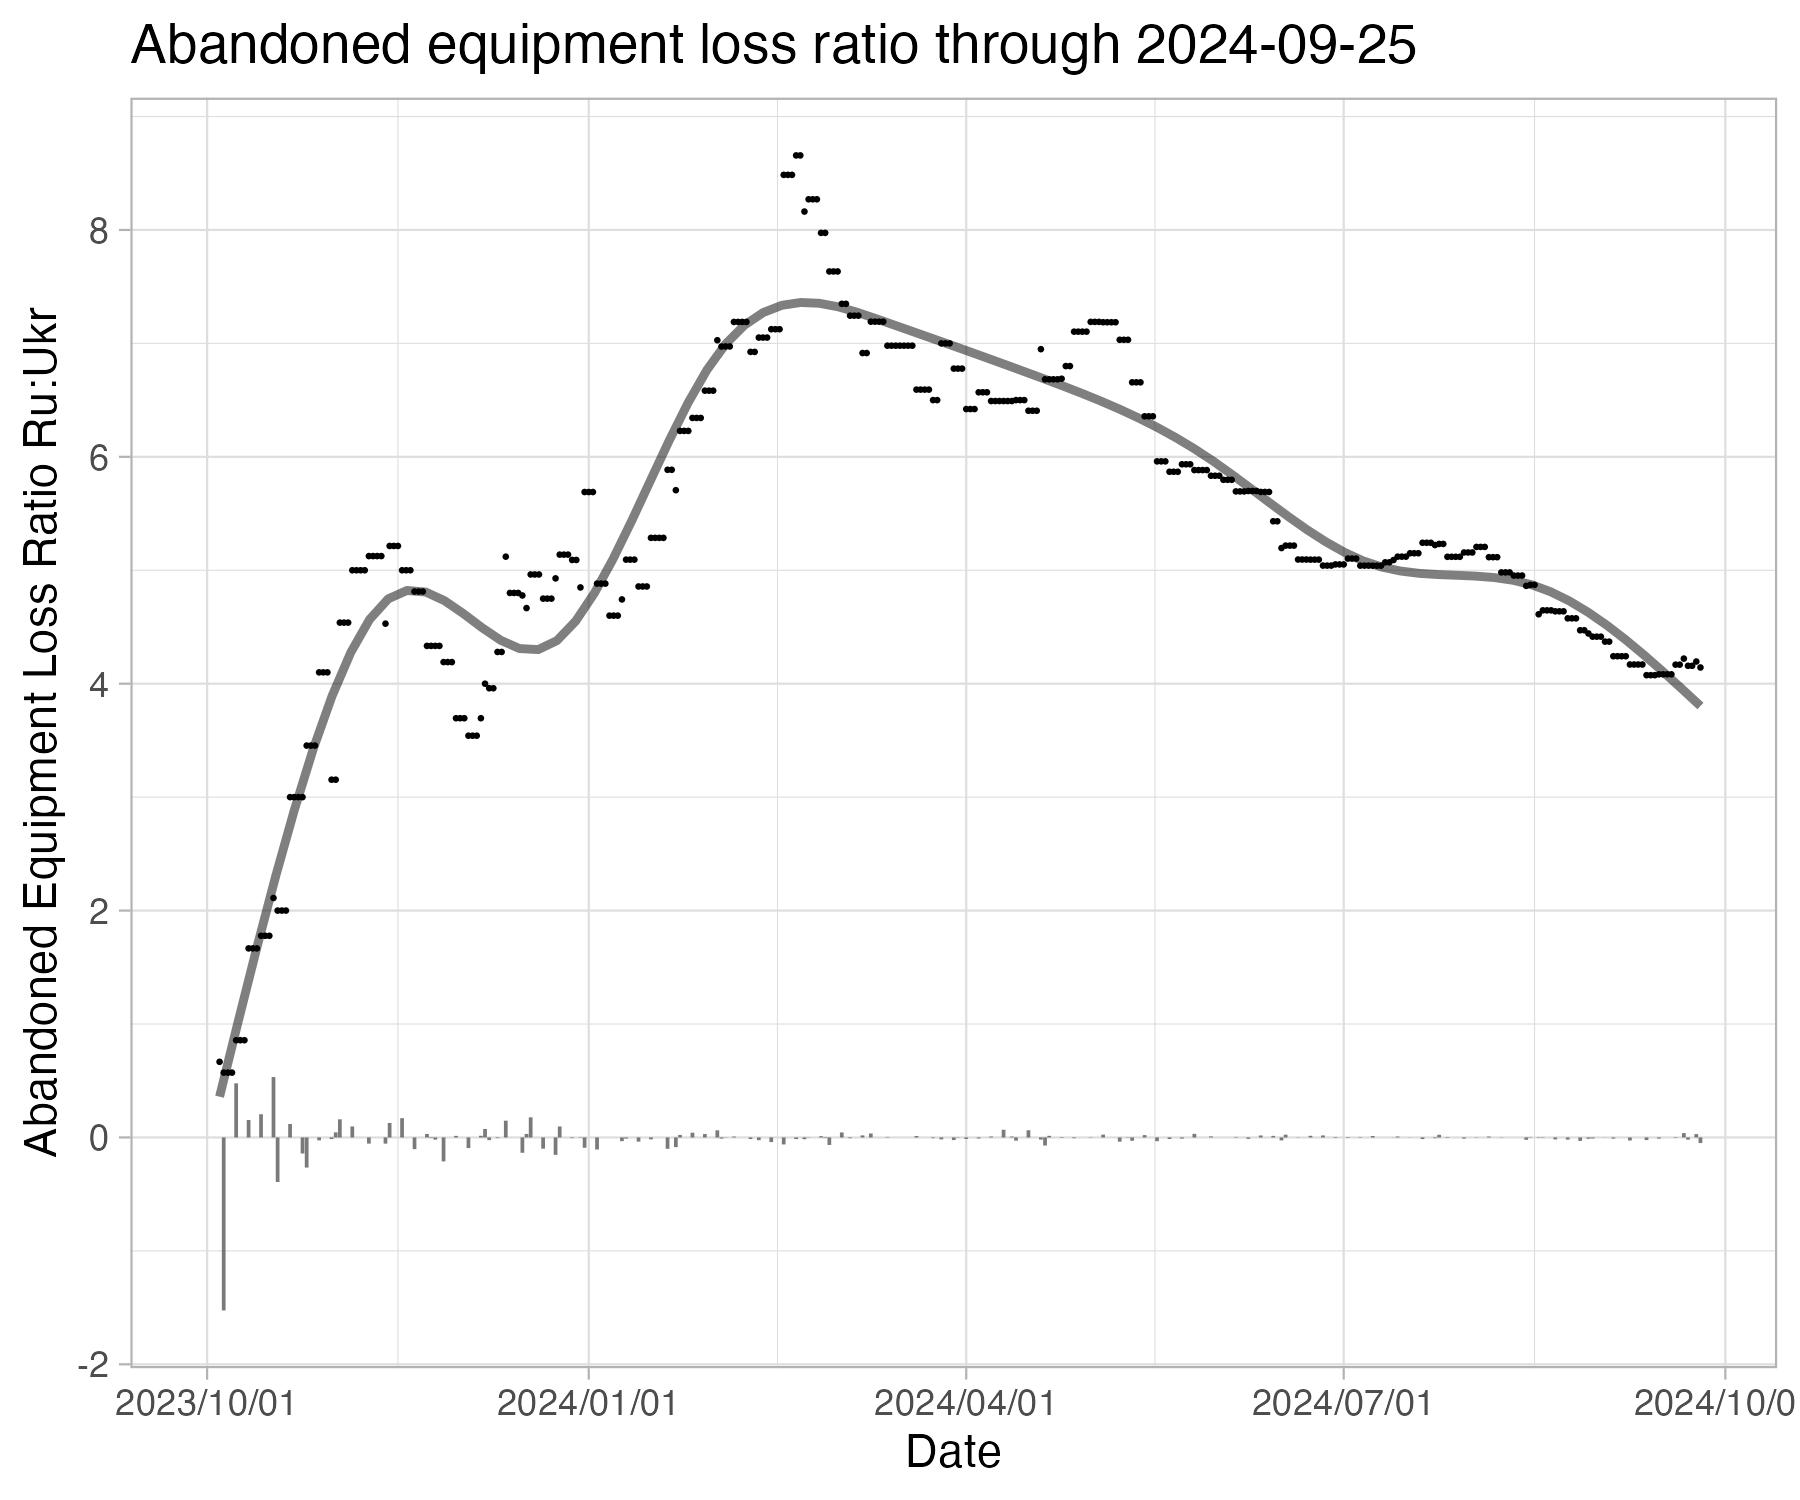 Abandoned equipment loss ratio through 2024-09-25
Abandoned Equipment Loss Ratio Ru:Ukr
8
6
4
2
0
-2
2023/10/01 2024/01/01 2024/04/01 2024/07/01 2024/10/0
Date